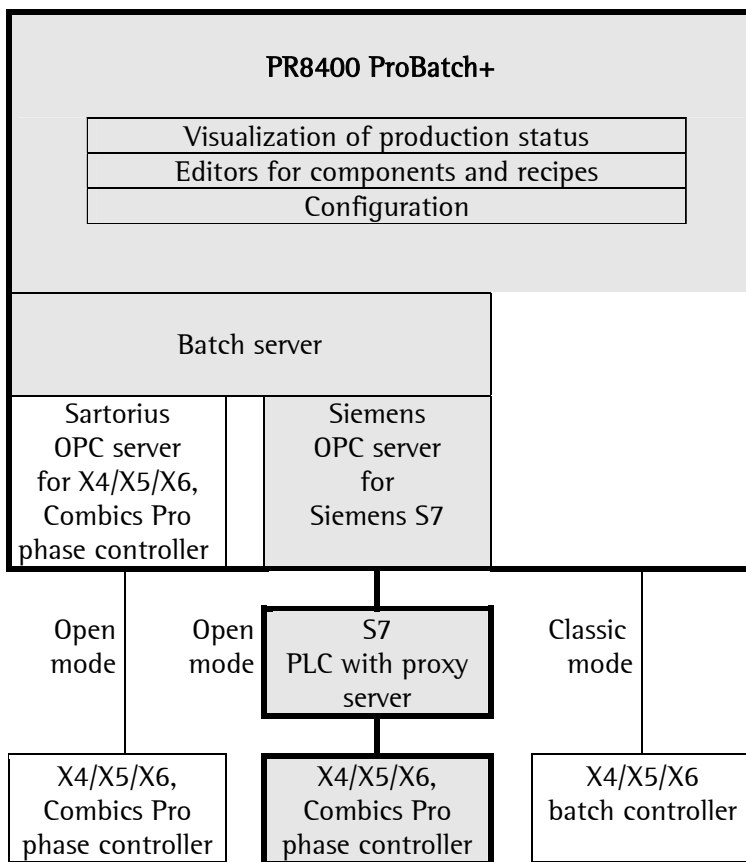 PR8400 ProBatch+
Visualization of production status
Editors for components and recipes
Configuration
Batch server
Sartorius
OPC server
for X4/X5/X6,
Combics Pro
phase controller
Siemens
OPC server
for
Siemens S7
Open
mode
Open
mode
S7
PLC with proxy
server
Classic
mode
X4/X5/X6,
Combics Pro
phase controller
X4/X5/X6,
Combics Pro
phase controller
X4/X5/X6
batch controller